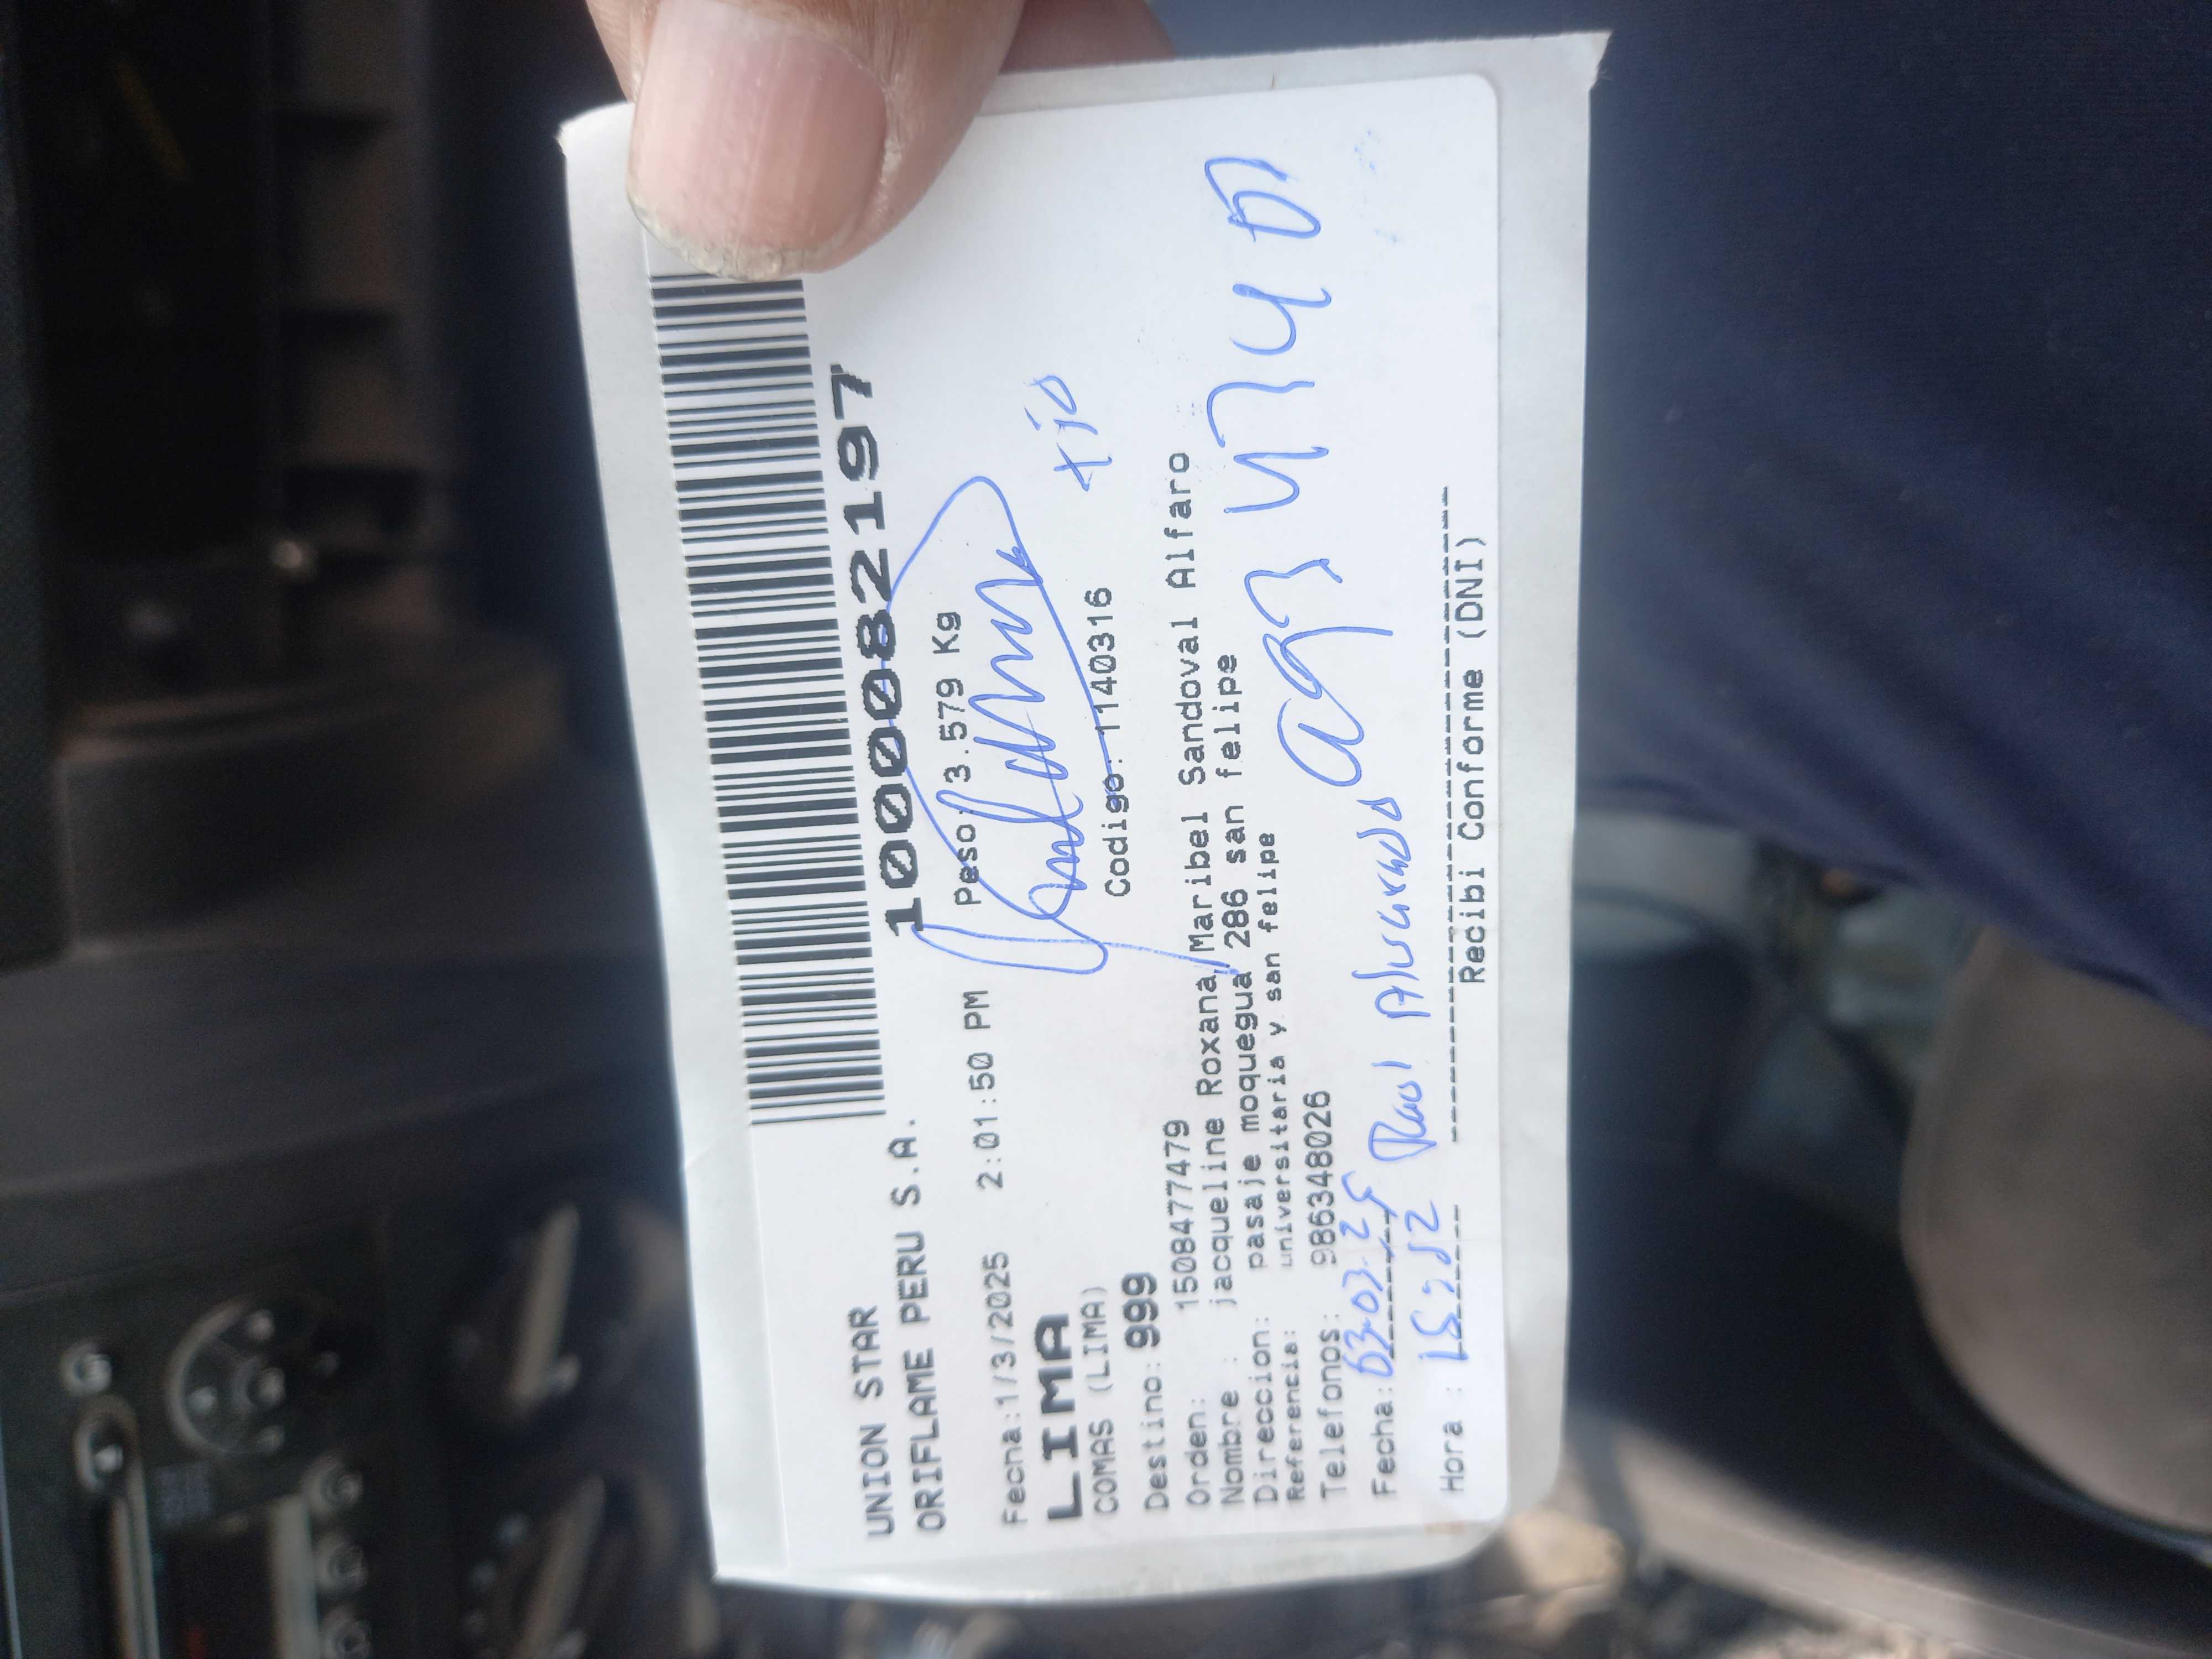 1000082197
UNION STAR
ORIFLAME PERU S.A.
Fecha:1/3/2025 2:01:50 PM Peso: 3.579 Kg
LIMA
COMAS (LIMA)
tio
Destino: 999 Codigo: 1140316
Orden: 1508477479
Nombre : jacqueline Roxana Maribel Sandoval Alfaro
Direccion: pasaje moquegua 286 san felipe
Referencia: universitaria y san felipe
Telefonos: 986348026
Fecha: 03-03-25 Raul
Hora :
Recibi Conforme (DNI)